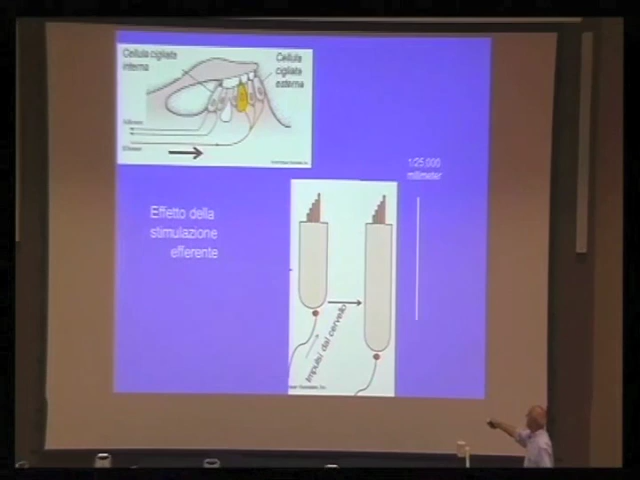 Cellula cigliata
interna
Cellula
cigliata
esterna
1/25,000
millimeter
Effetto della
stimulazione
efferente
Impulsi dal cervello